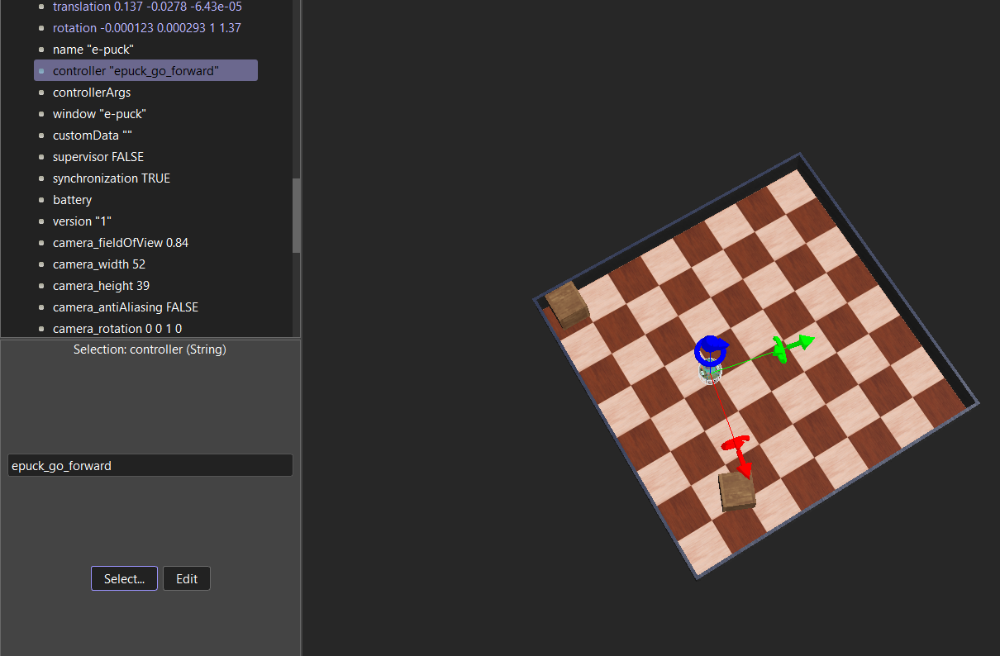 translation 0.137 -0.0278 -6.43e-05
rotation -0.000123 0.000293 1 1.37
name "e-puck"
controller "epuck_go_forward"
controllerArgs
window "e-puck"
customData ""
supervisor FALSE
synchronization TRUE
battery
version "1"
camera_fieldOfView 0.84
camera_width 52
camera_height 39
camera_antiAliasing FALSE
camera_rotation 0 0 1 0
Selection: controller (String)
epuck_go_forward
Select... Edit